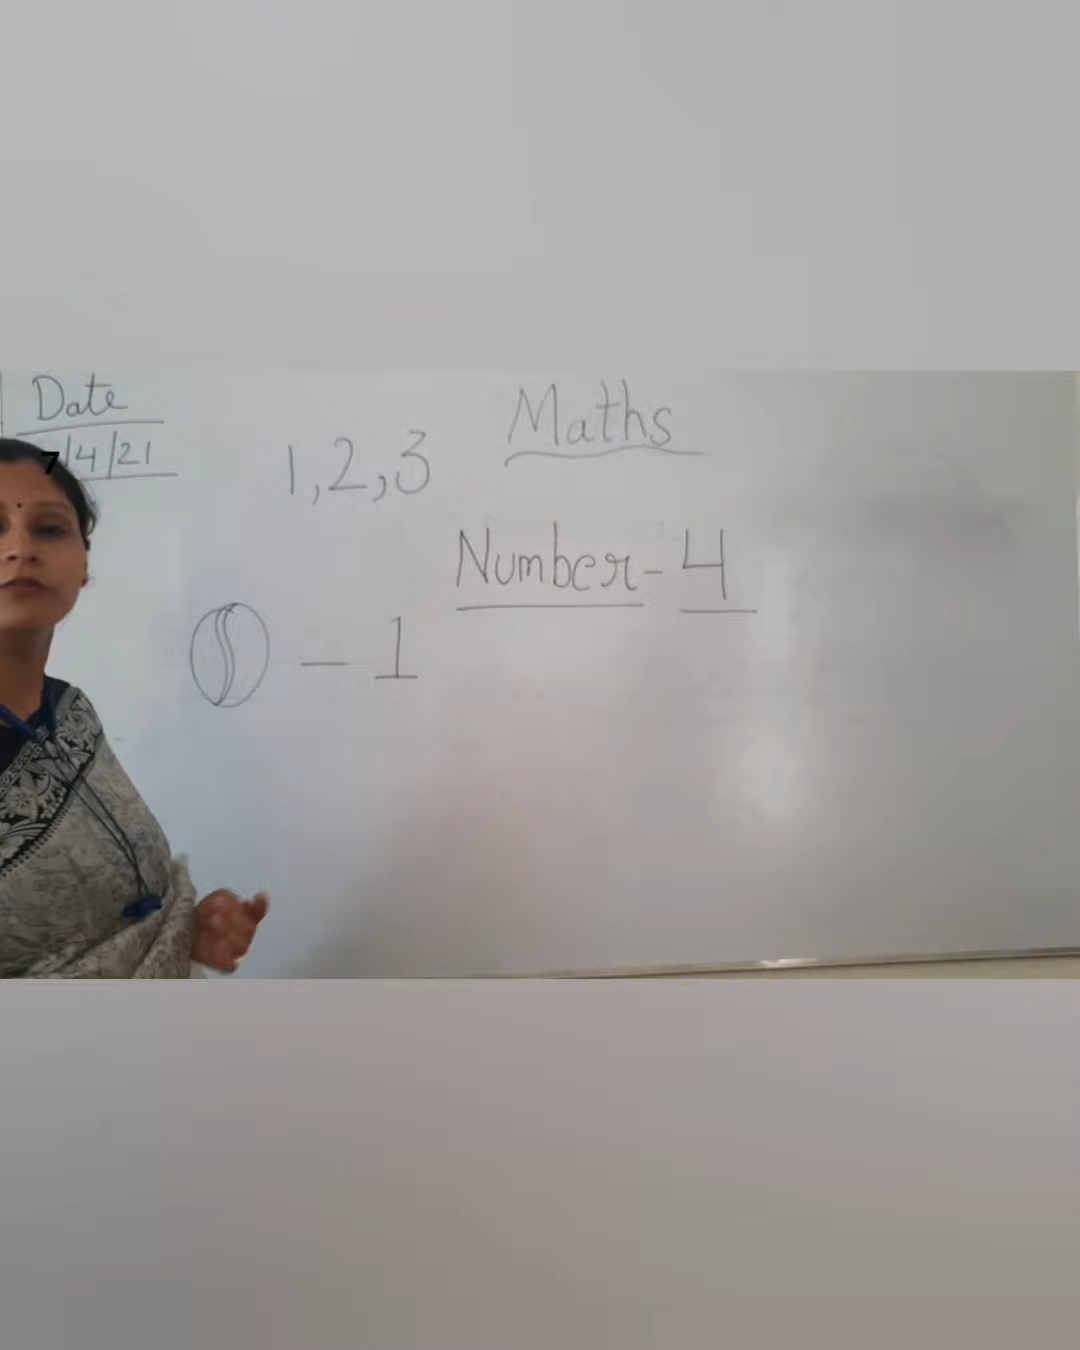 Date
7/4/21
Maths
1,2,3
Number - 4
— 1